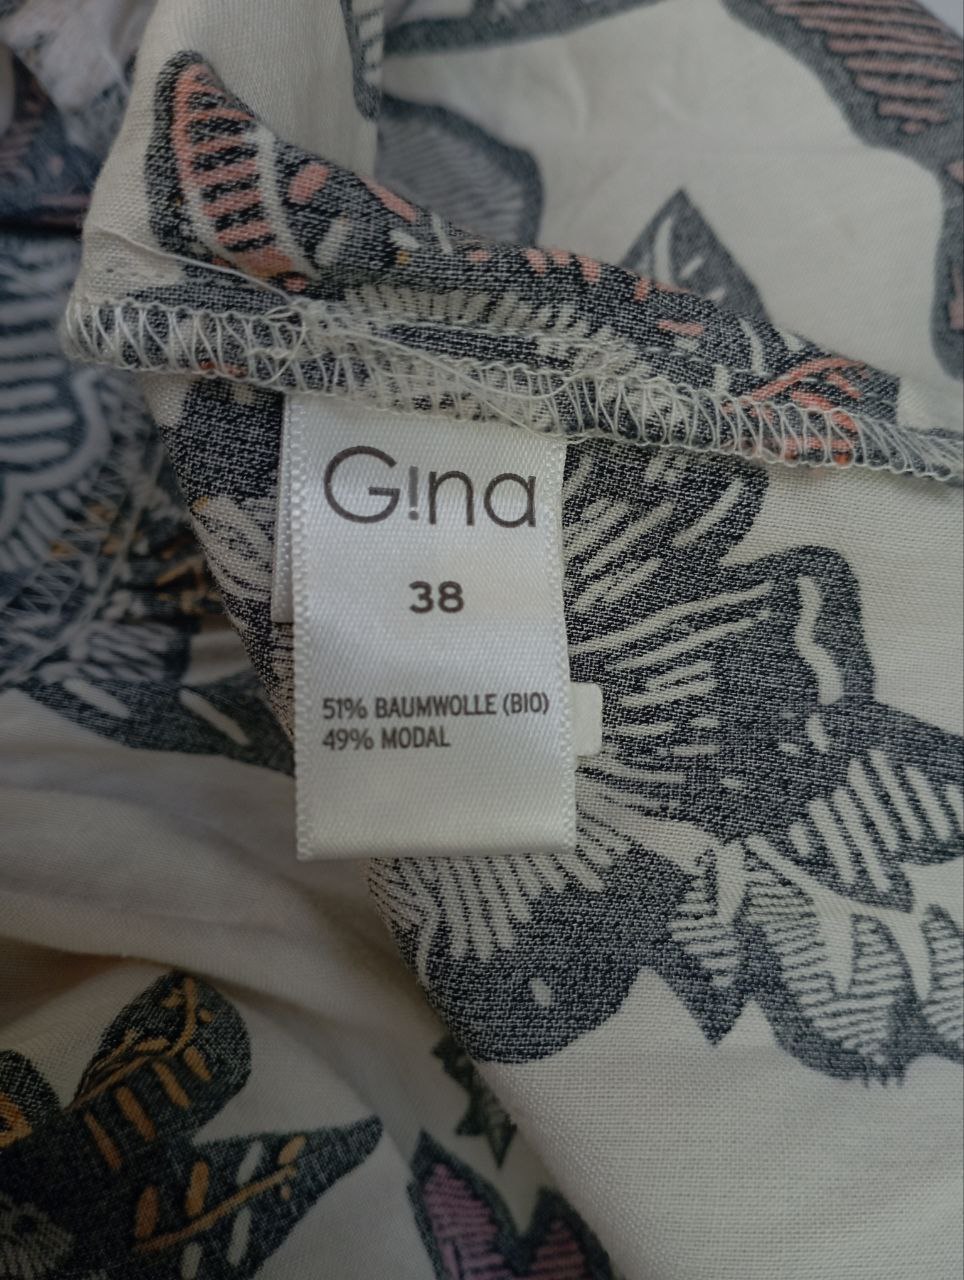 G!na
38
51% BAUMWOLLE (BIO)
49% MODAL